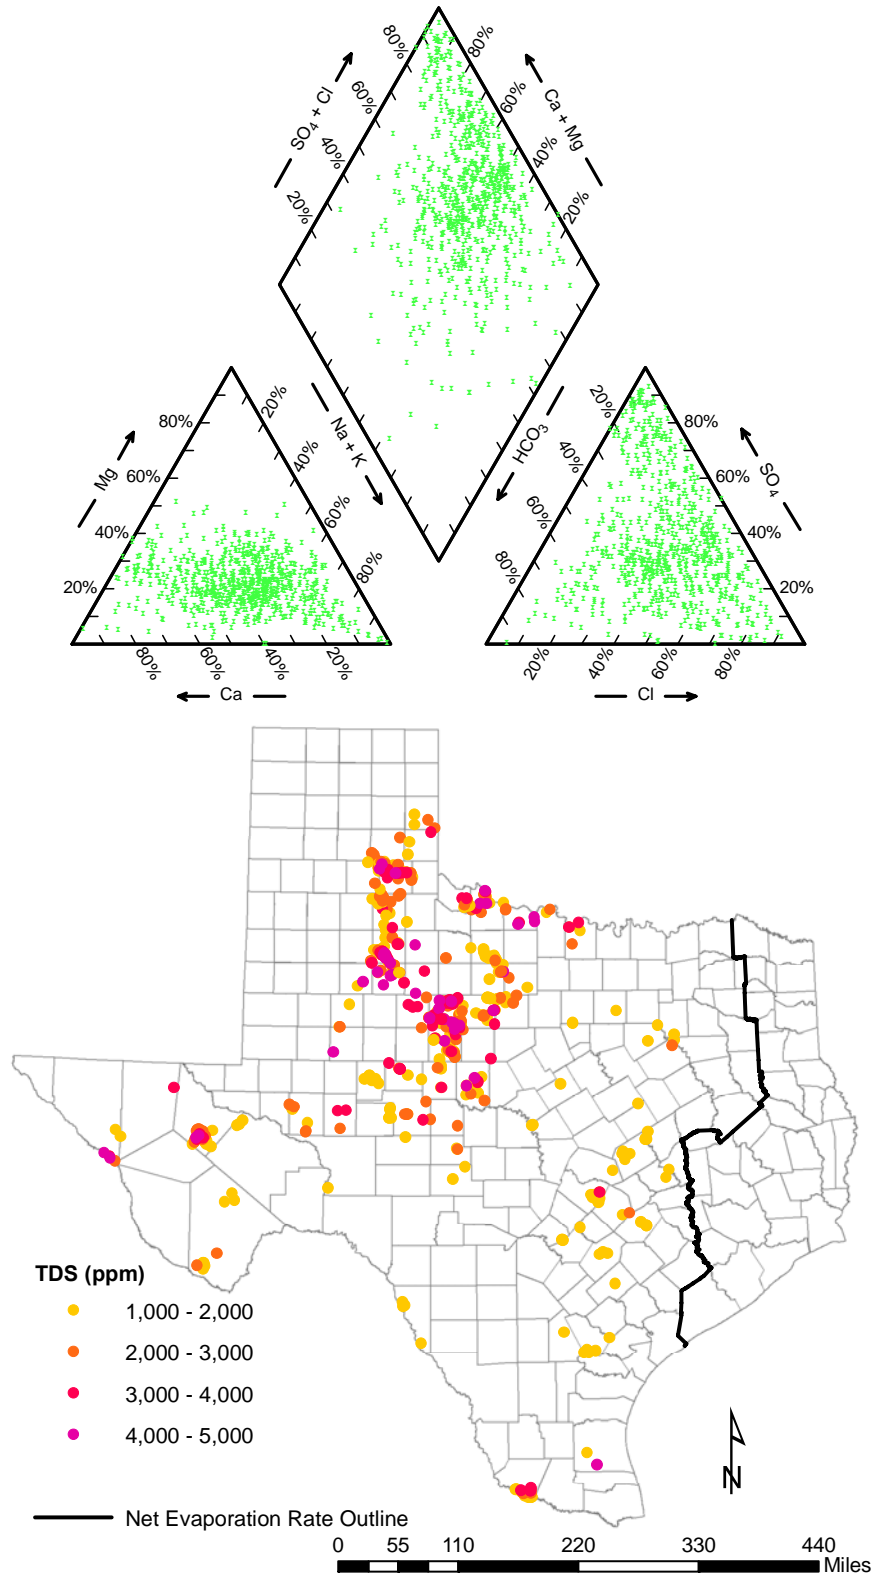 80%
80%
SO4 + Cl
Ca + Mg
60%
60%
40%
40%
20%
20%
Na + K
HCO3
20%
20%
80%
80%
Mg
SO4
40%
40%
60%
60%
60%
60%
40%
40%
80%
80%
20%
20%
80%
60%
40%
20%
20%
40%
60%
80%
Ca
Cl
TDS (ppm)
1,000 - 2,000
2,000 - 3,000
3,000 - 4,000
4,000 - 5,000
N
Net Evaporation Rate Outline
0 55 110 220 330 440
Miles